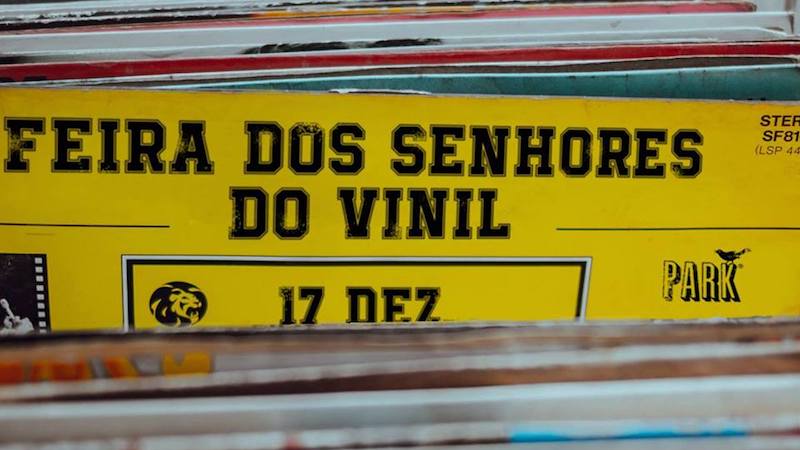 FEIRA DOS SENHORES
DO VINIL
17 DEZ
PARK